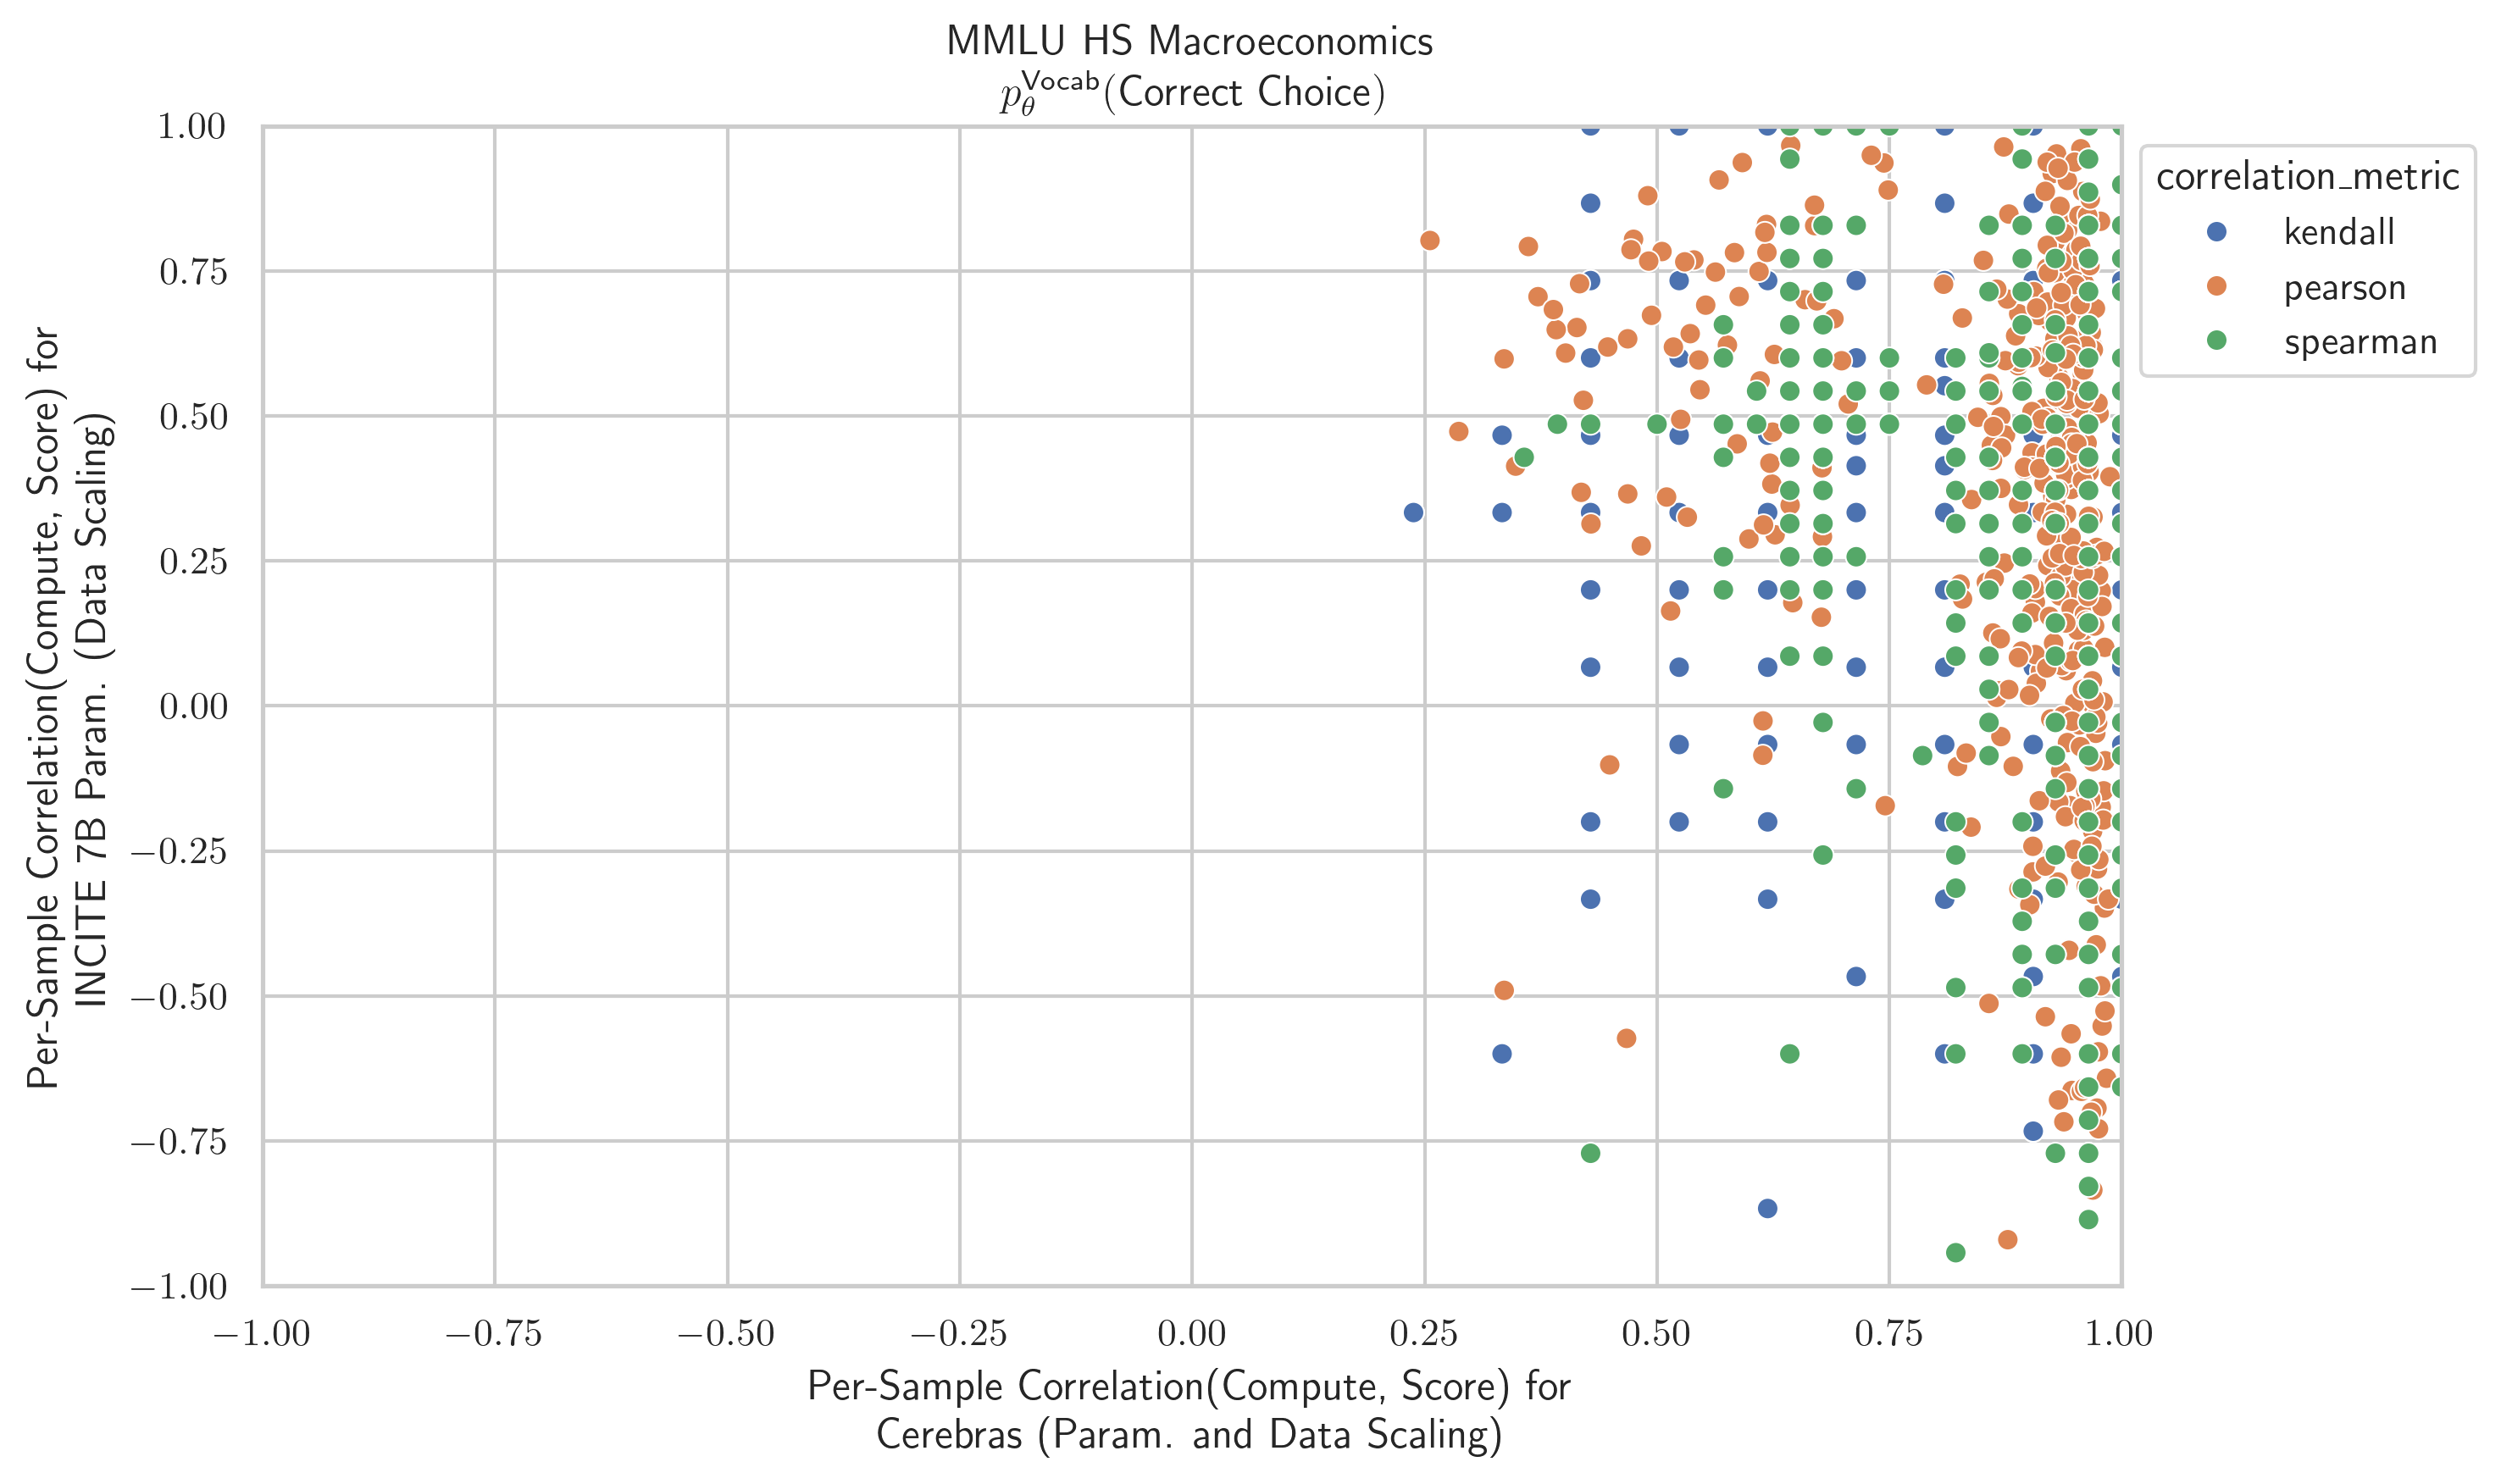 MMLU HS Macroeconomics
pθVocab(Correct Choice)
1.00
0.75
0.50
0.25
0.00
−0.25
−0.50
−0.75
−1.00
Per-Sample Correlation(Compute, Score) for
INCITE 7B Param. (Data Scaling)
correlation_metric
kendall
pearson
spearman
−1.00 −0.75 −0.50 −0.25 0.00 0.25 0.50 0.75 1.00
Per-Sample Correlation(Compute, Score) for
Cerebras (Param. and Data Scaling)